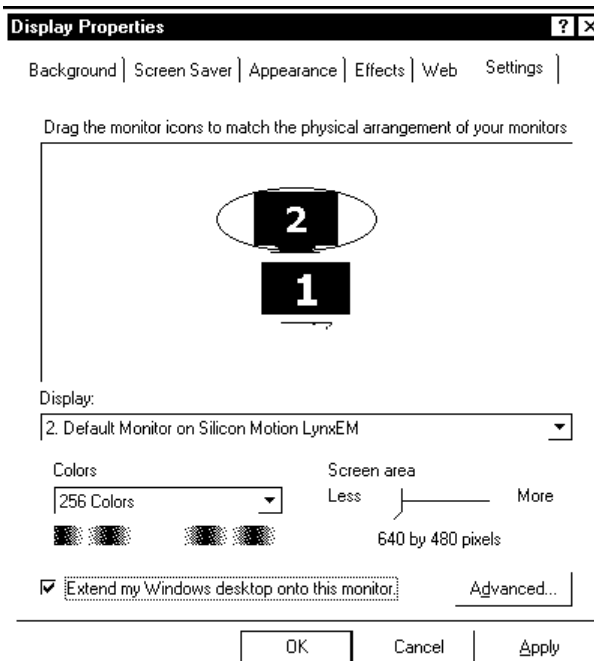 Display Properties ? X
Background Screen Saver Appearance Effects Web Settings
Drag the monitor icons to match the physical arrangement of your monitors
2
1
Display:
2. Default Monitor on Silicon Motion LynxEM
Colors Screen area
256 Colors Less More
640 by 480 pixels
Extend my Windows desktop onto this monitor. Advanced...
OK Cancel Apply